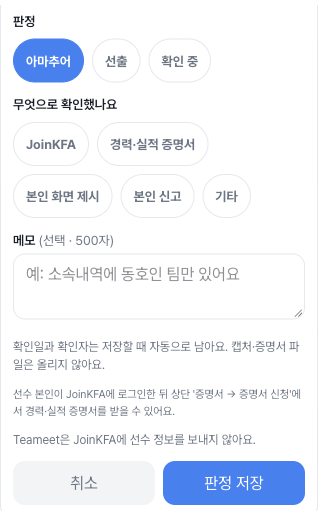 판정
아마추어 선출 확인 중
무엇으로 확인했나요
JoinKFA 경력·실적 증명서
본인 화면 제시 본인 신고 기타
메모 (선택 · 500자)
예: 소속내역에 동호인 팀만 있어요
확인일과 확인자는 저장할 때 자동으로 남아요. 캡처·증명서 파
일은 올리지 않아요.
선수 본인이 JoinKFA에 로그인한 뒤 상단 '증명서 → 증명서 신청'에
서 경력·실적 증명서를 받을 수 있어요.
Teameet은 JoinKFA에 선수 정보를 보내지 않아요.
취소 판정 저장